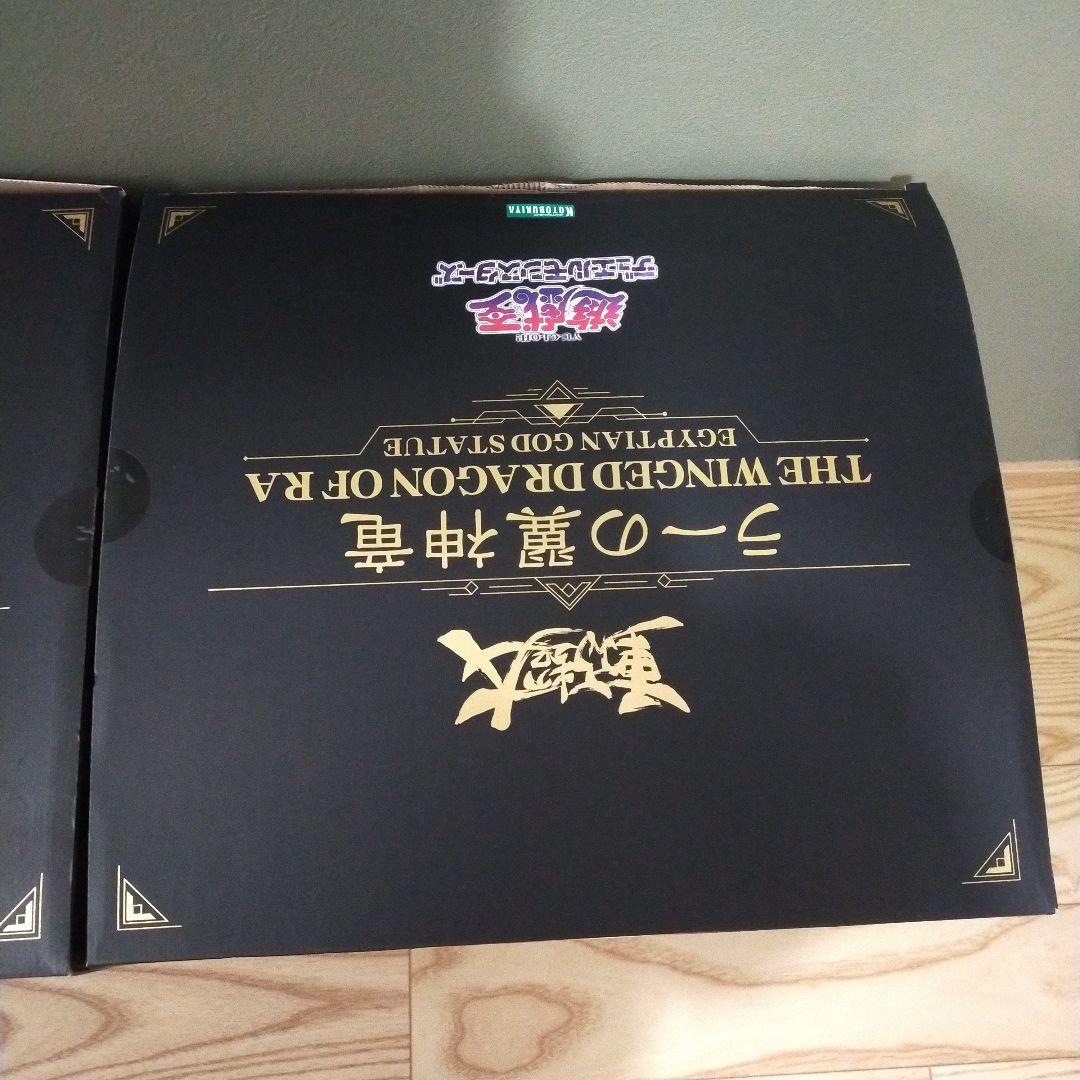 ラーの翼神竜
THE WINGED DRAGON OF RA
EGYPTIAN GOD STATUE
YU-GI-OH!
遊戯王
デュエルモンスターズ
KOTOBUKIYA